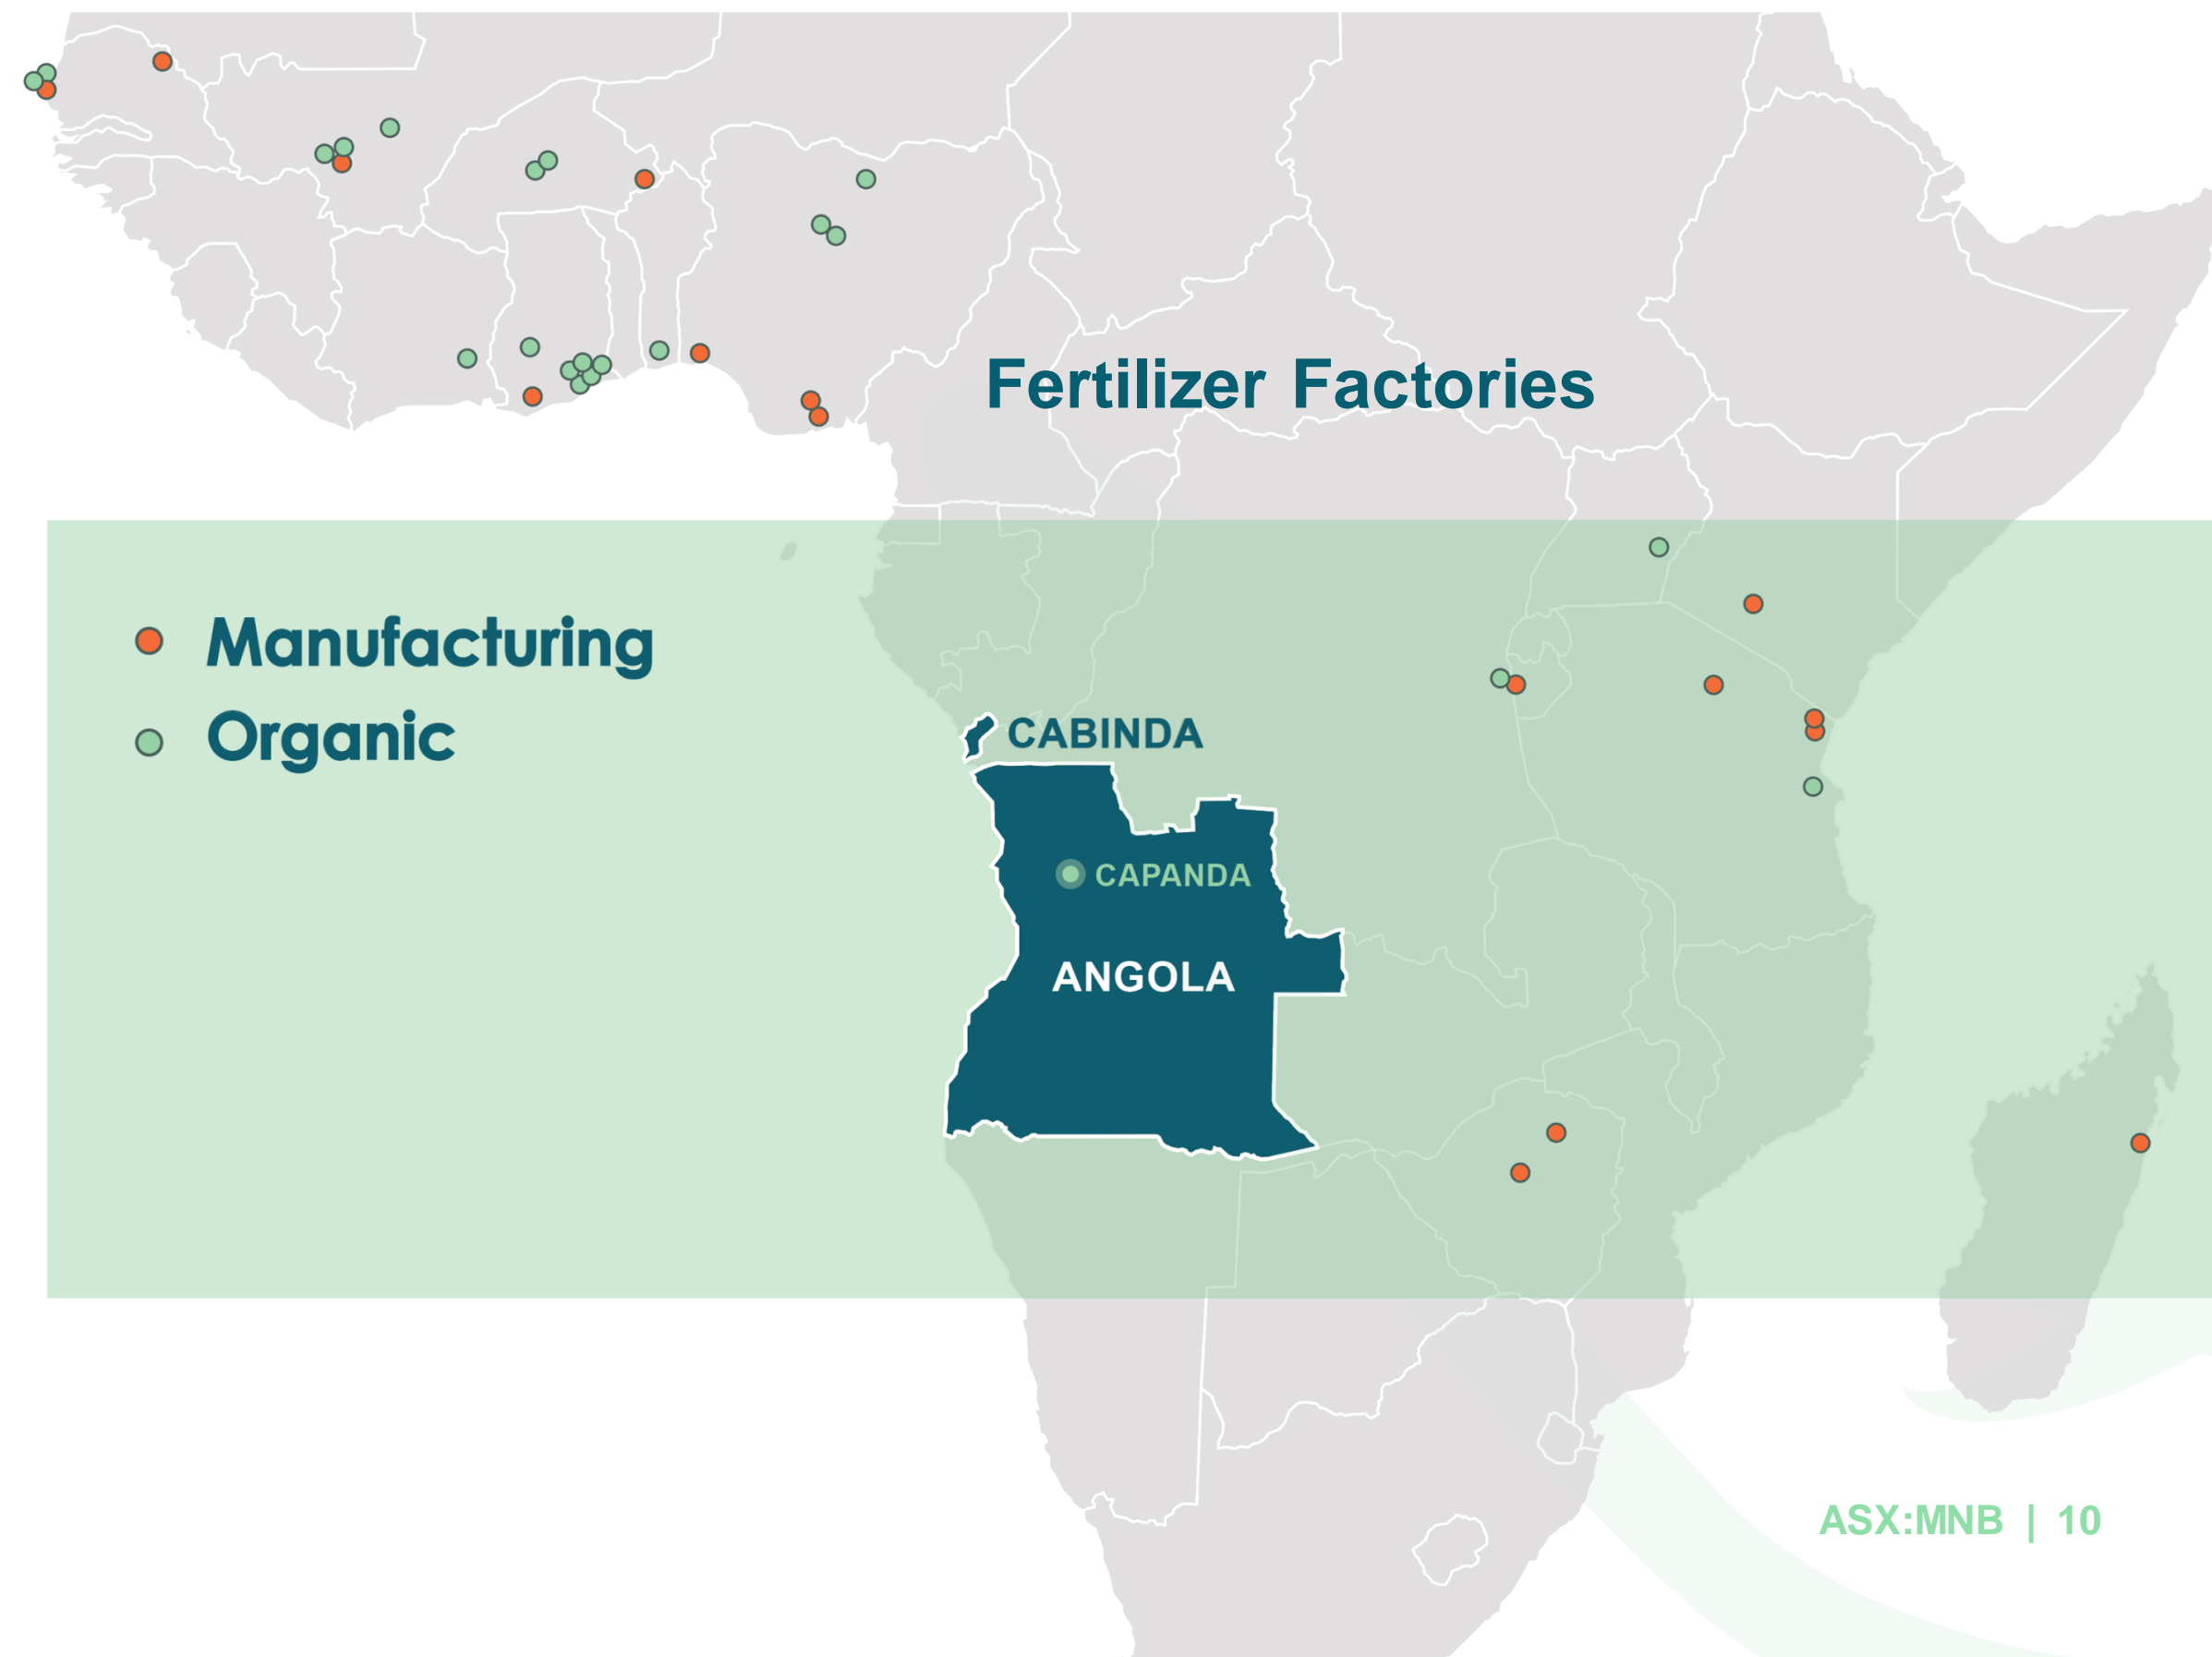 Fertilizer Factories
Manufacturing
Organic
CABINDA
CAPANDA
ANGOLA
ASX:MNB | 10